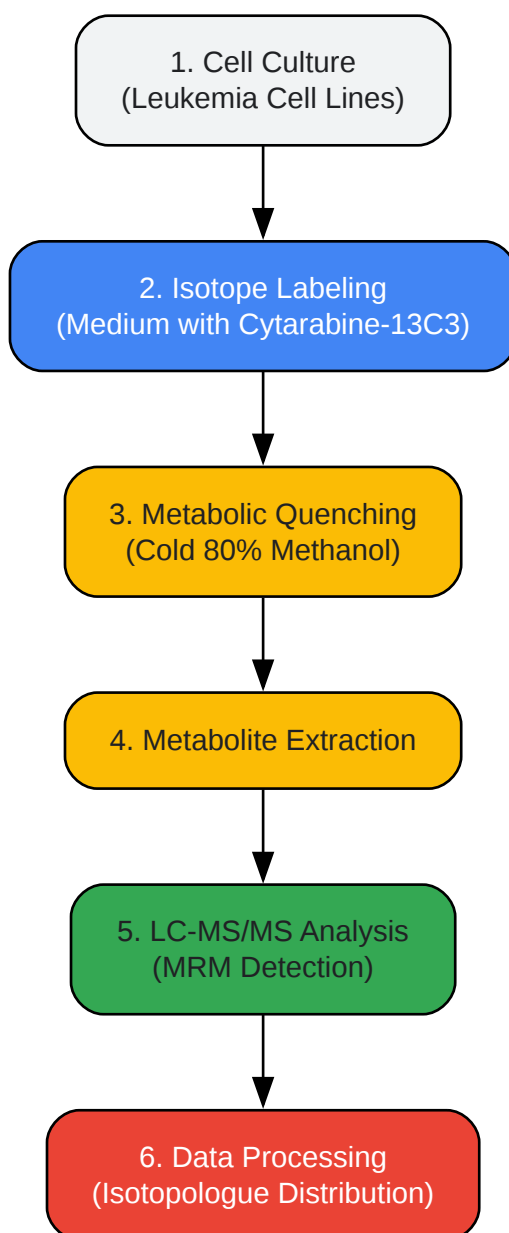 1. Cell Culture
(Leukemia Cell Lines)
2. Isotope Labeling
(Medium with Cytarabine-13C3)
3. Metabolic Quenching
(Cold 80% Methanol)
4. Metabolite Extraction
5. LC-MS/MS Analysis
(MRM Detection)
6. Data Processing
(Isotopologue Distribution)